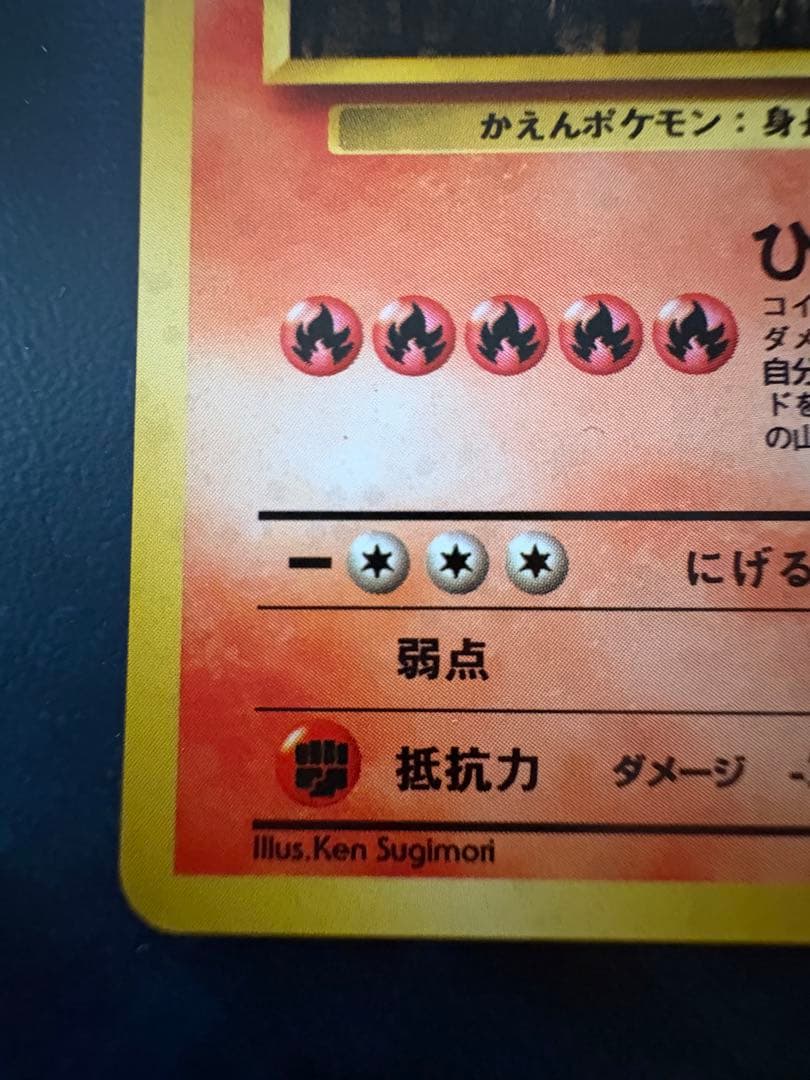 かえんポケモン：身長
ひ
コイ
ダメ
自分
ドを
の山
にげる
弱点
抵抗力 ダメージ -
Illus.Ken Sugimori